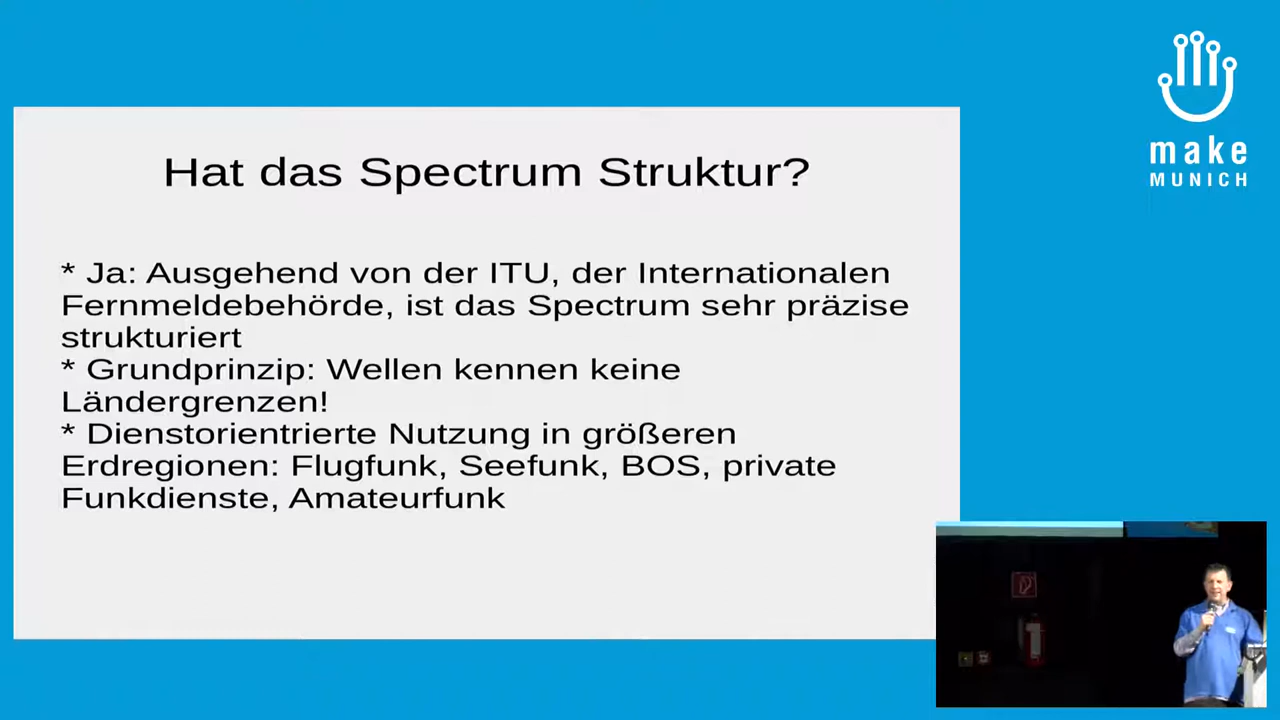 make
MUNICH
Hat das Spectrum Struktur?
* Ja: Ausgehend von der ITU, der Internationalen
Fernmeldebehörde, ist das Spectrum sehr präzise
strukturiert
* Grundprinzip: Wellen kennen keine
Ländergrenzen!
* Dienstorientrierte Nutzung in größeren
Erdregionen: Flugfunk, Seefunk, BOS, private
Funkdienste, Amateurfunk